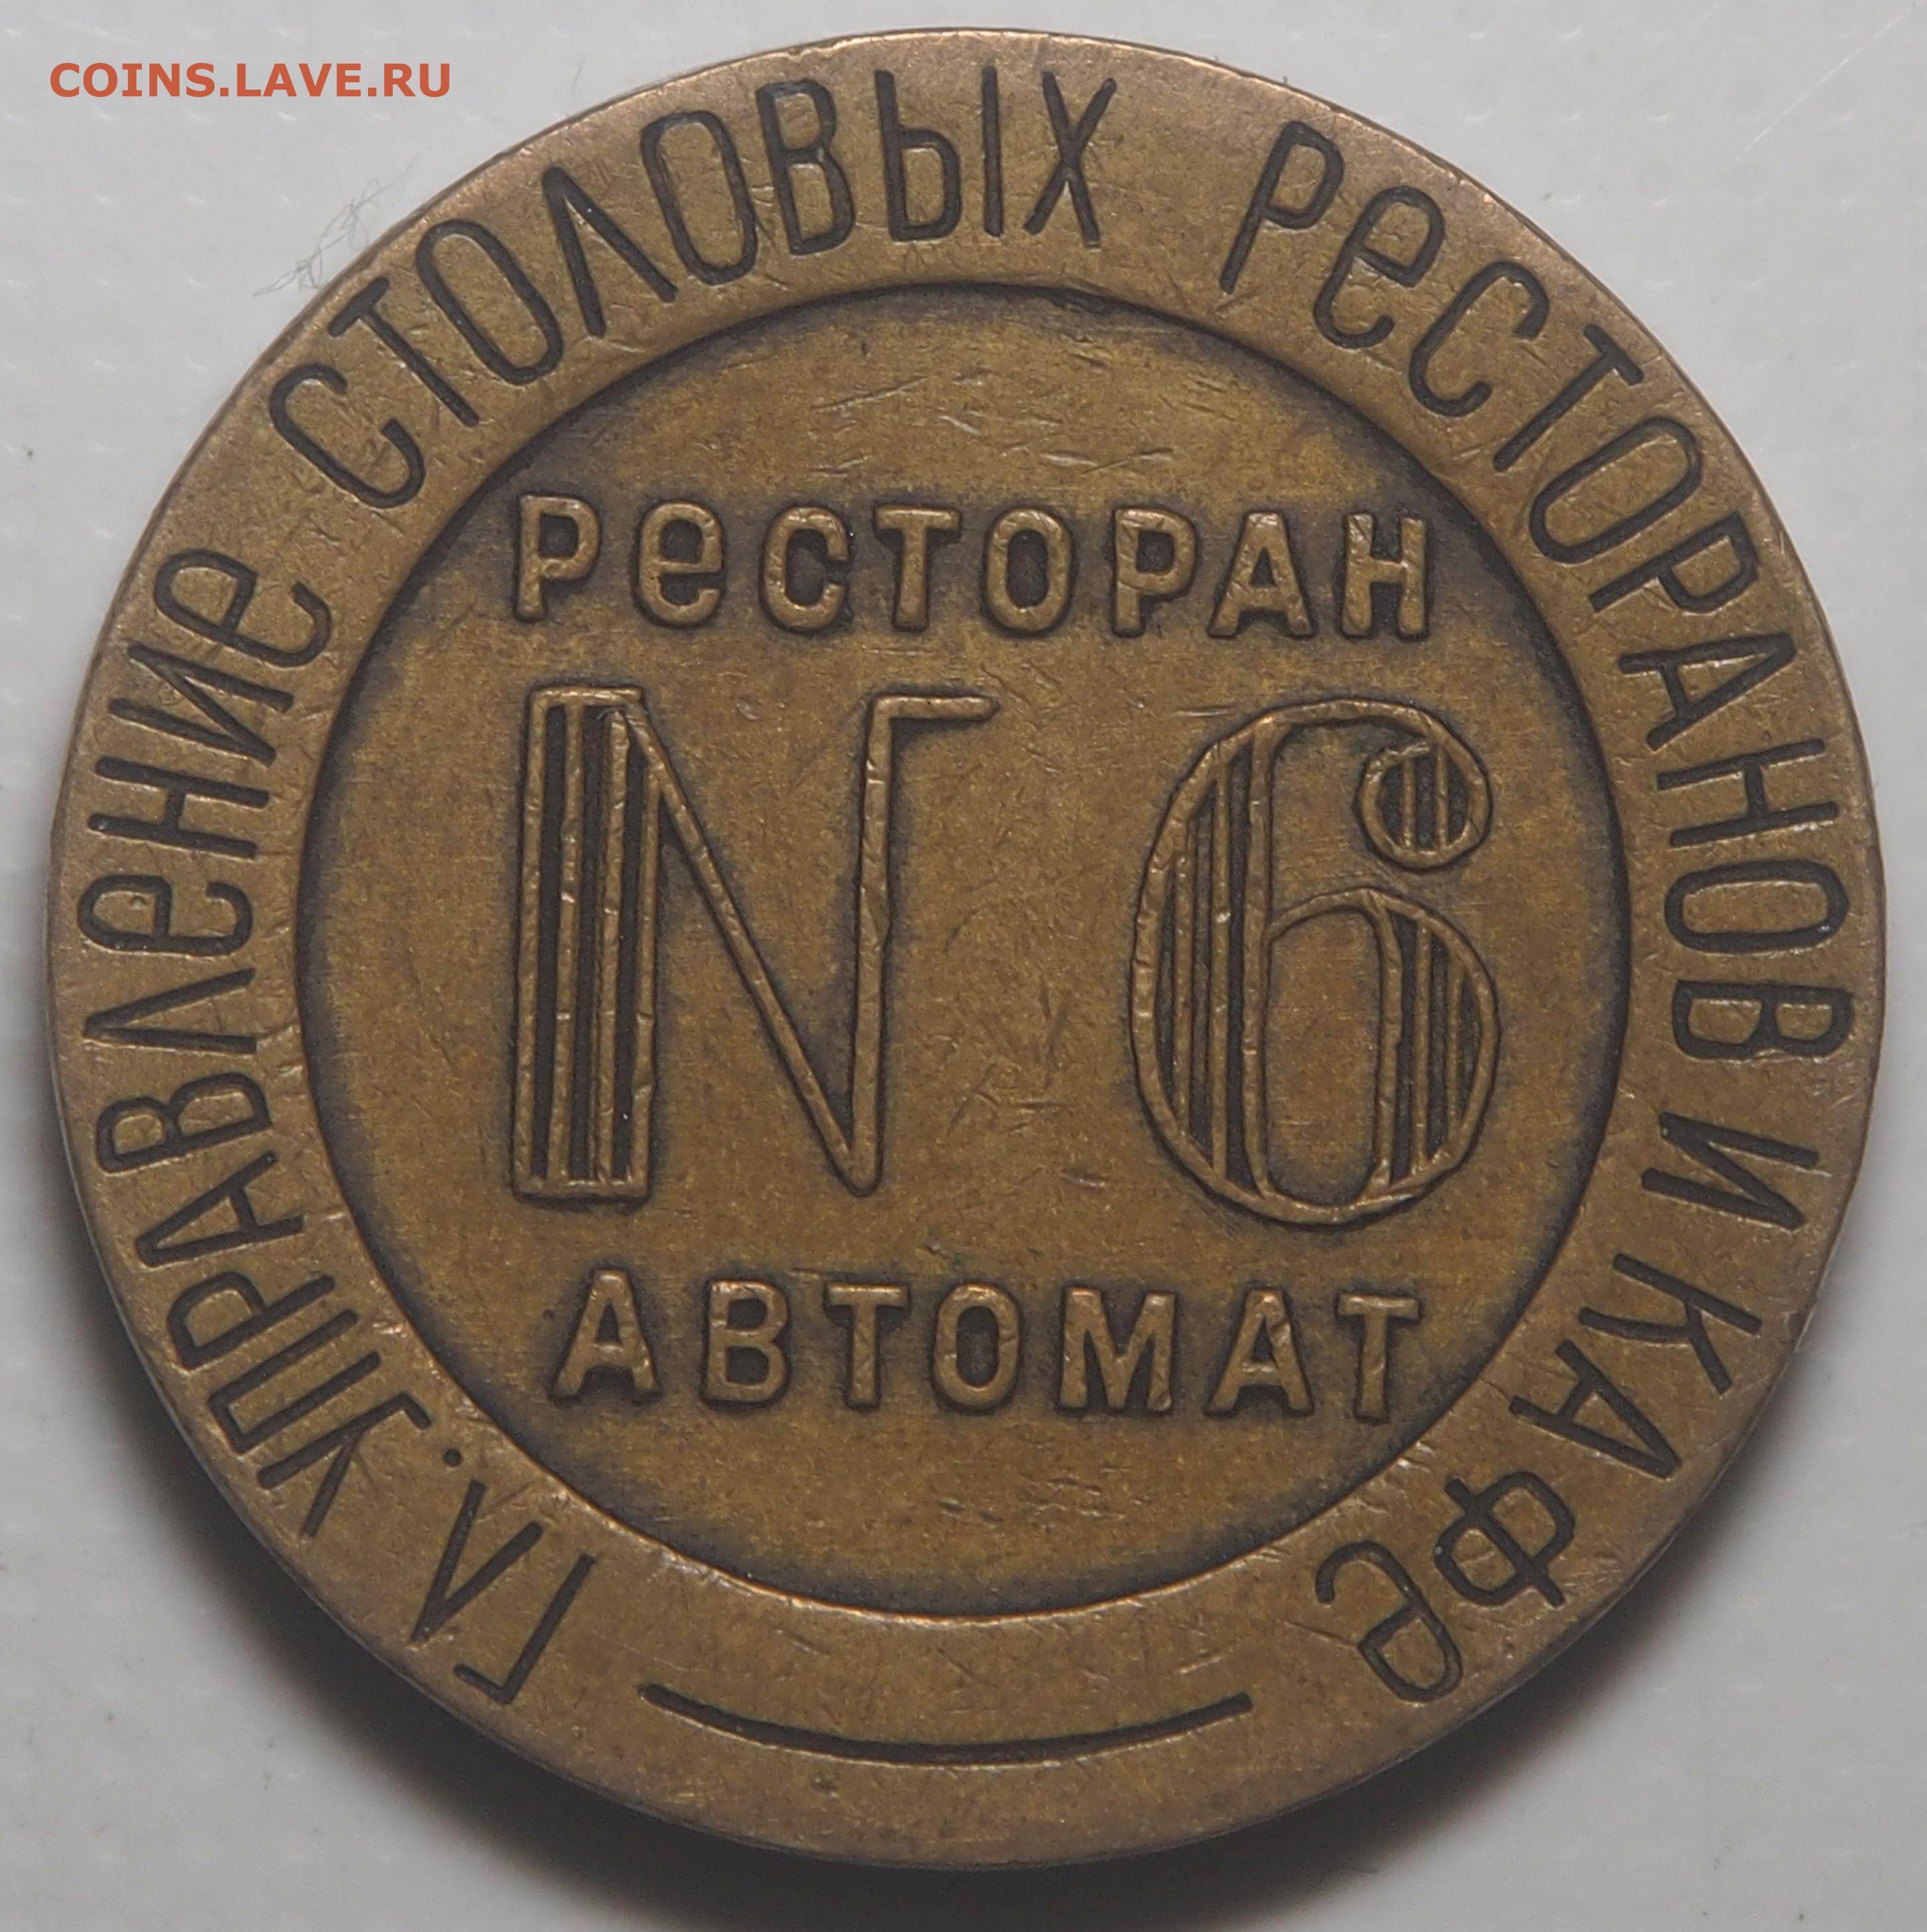 COINS.LAVE.RU
ГЛ. УПРАВЛЕНИЕ СТОЛОВЫХ РЕСТОРАНОВ И КАФЕ
РЕСТОРАН
N 6
АВТОМАТ